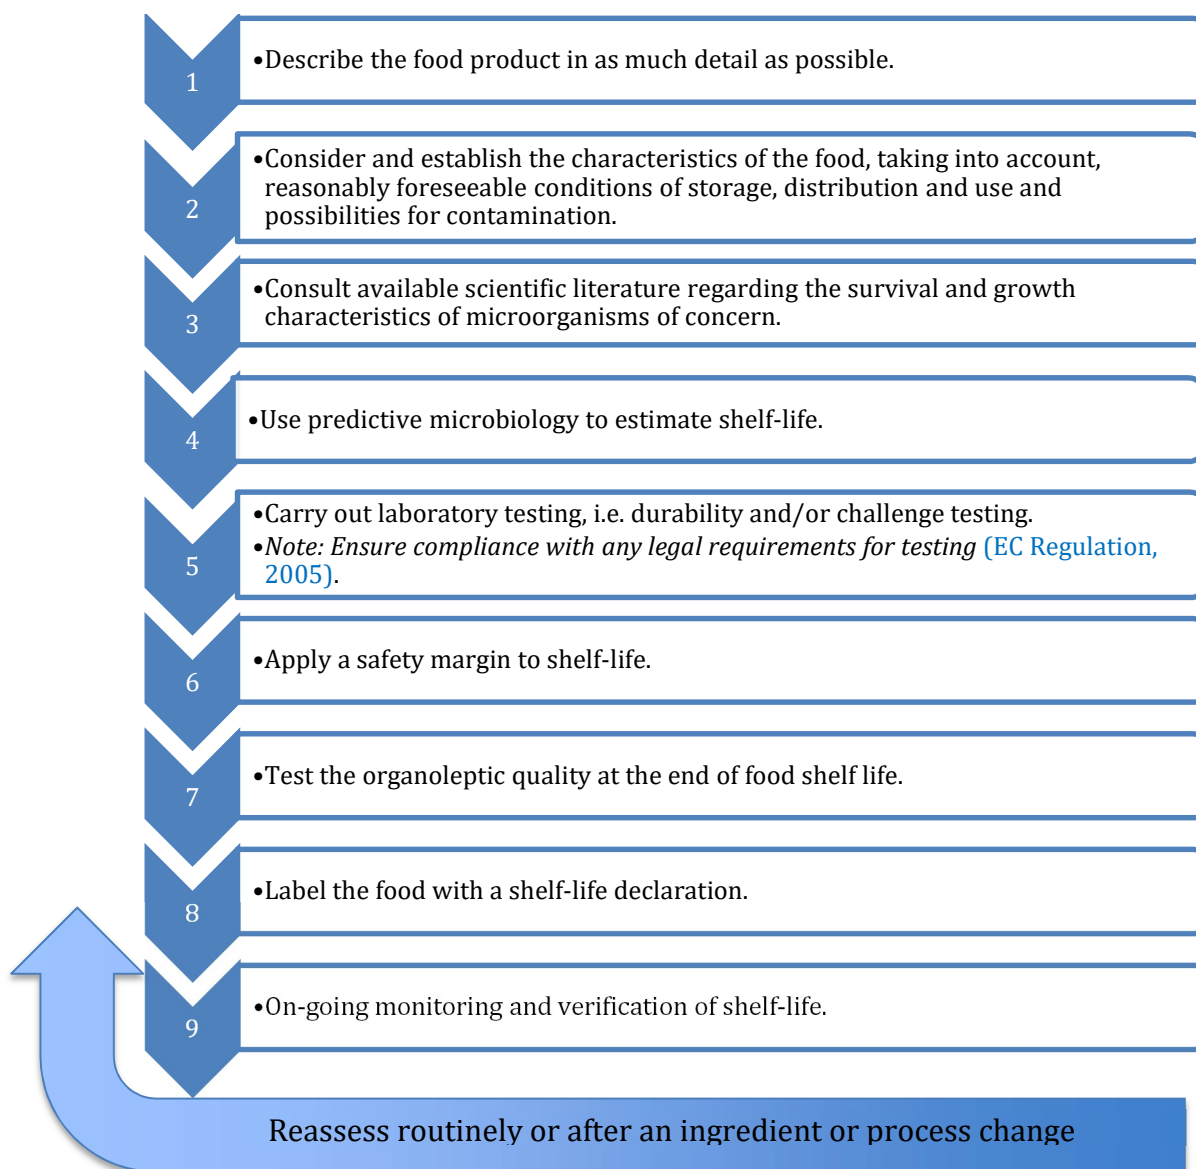 1
•Describe the food product in as much detail as possible.
2
•Consider and establish the characteristics of the food, taking into account,
reasonably foreseeable conditions of storage, distribution and use and
possibilities for contamination.
3
•Consult available scientific literature regarding the survival and growth
characteristics of microorganisms of concern.
4
•Use predictive microbiology to estimate shelf-life.
5
•Carry out laboratory testing, i.e. durability and/or challenge testing.
•Note: Ensure compliance with any legal requirements for testing (EC Regulation,
2005).
6
•Apply a safety margin to shelf-life.
7
•Test the organoleptic quality at the end of food shelf life.
8
•Label the food with a shelf-life declaration.
9
•On-going monitoring and verification of shelf-life.
Reassess routinely or after an ingredient or process change